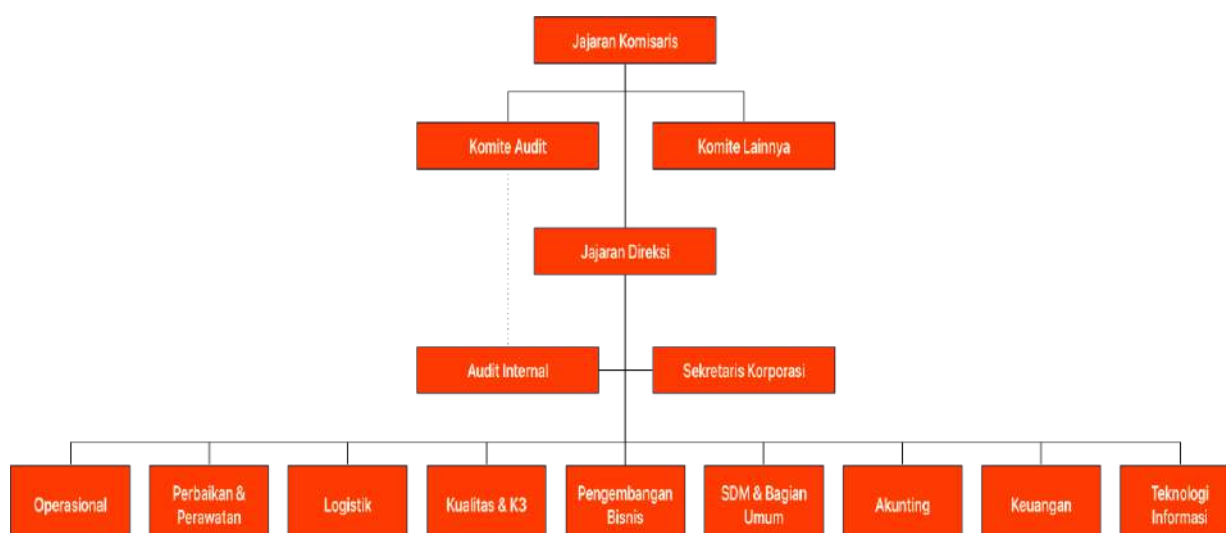 Jajaran Komisaris
Komite Audit
Komite Lainnya
Jajaran Direksi
Audit Internal
Sekretaris Korporasi
Operasional
Perbaikan &
Perawatan
Logistik
Kualitas & K3
Pengembangan
Bisnis
SDM & Bagian
Umum
Akunting
Keuangan
Teknologi
Informasi